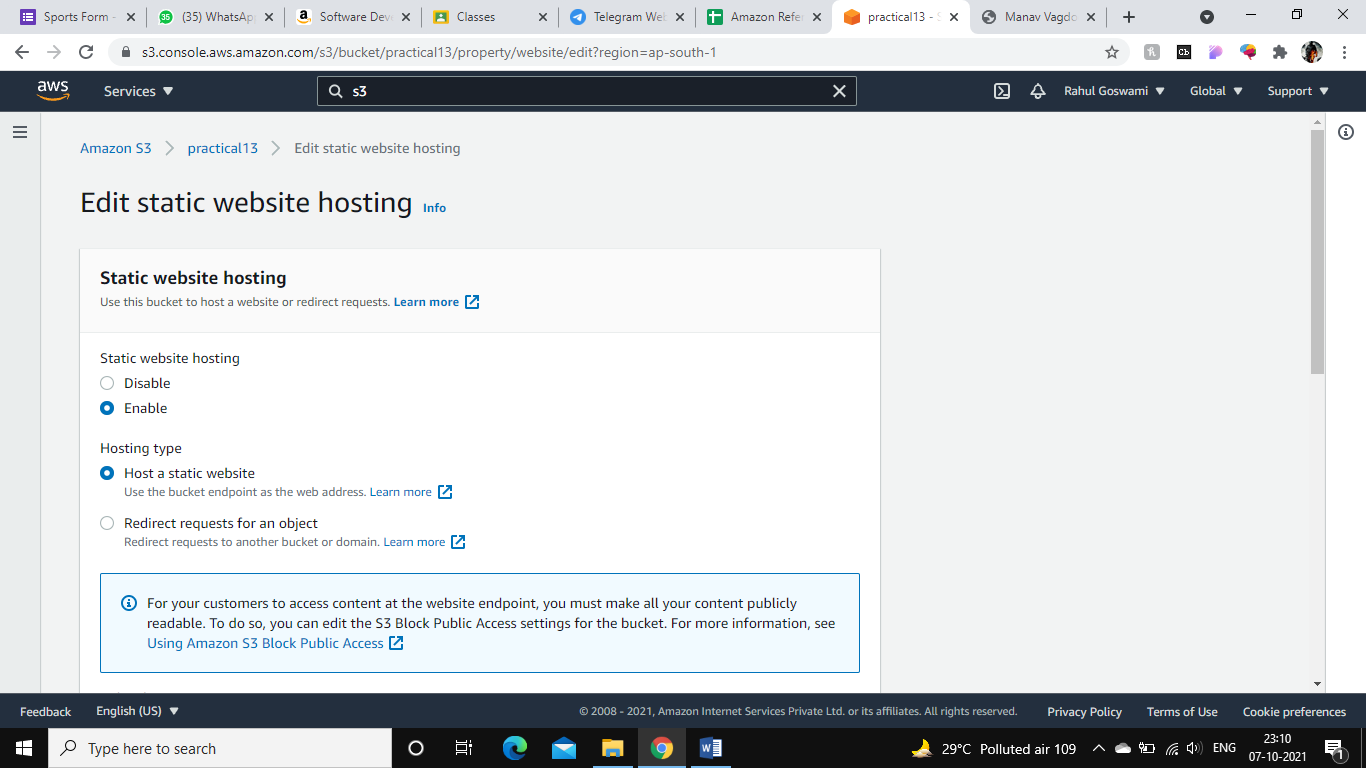 Sports Form -
(35) WhatsAp
Software Dev
Classes
Telegram Web
Amazon Refe
practical13 - S
Manav Vagdo
s3.console.aws.amazon.com/s3/bucket/practical13/property/website/edit?region=ap-south-1
aws
Services
s3
Rahul Goswami
Global
Support
Amazon S3
practical13
Edit static website hosting
Edit static website hosting Info
Static website hosting
Use this bucket to host a website or redirect requests. Learn more
Static website hosting
Disable
Enable
Hosting type
Host a static website
Use the bucket endpoint as the web address. Learn more
Redirect requests for an object
Redirect requests to another bucket or domain. Learn more
For your customers to access content at the website endpoint, you must make all your content publicly
readable. To do so, you can edit the S3 Block Public Access settings for the bucket. For more information, see
Using Amazon S3 Block Public Access
Feedback
English (US)
© 2008 - 2021, Amazon Internet Services Private Ltd. or its affiliates. All rights reserved.
Privacy Policy
Terms of Use
Cookie preferences
Type here to search
29°C Polluted air 109
ENG
23:10
07-10-2021
1